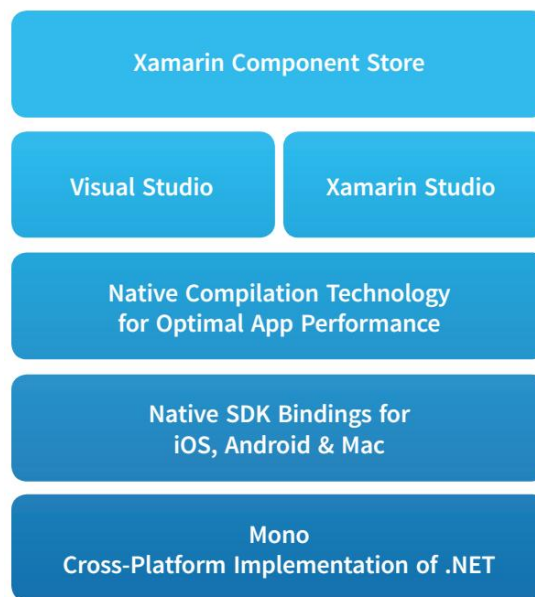 Xamarin Component Store
Visual Studio
Xamarin Studio
Native Compilation Technology
for Optimal App Performance
Native SDK Bindings for
iOS, Android & Mac
Mono
Cross-Platform Implementation of .NET